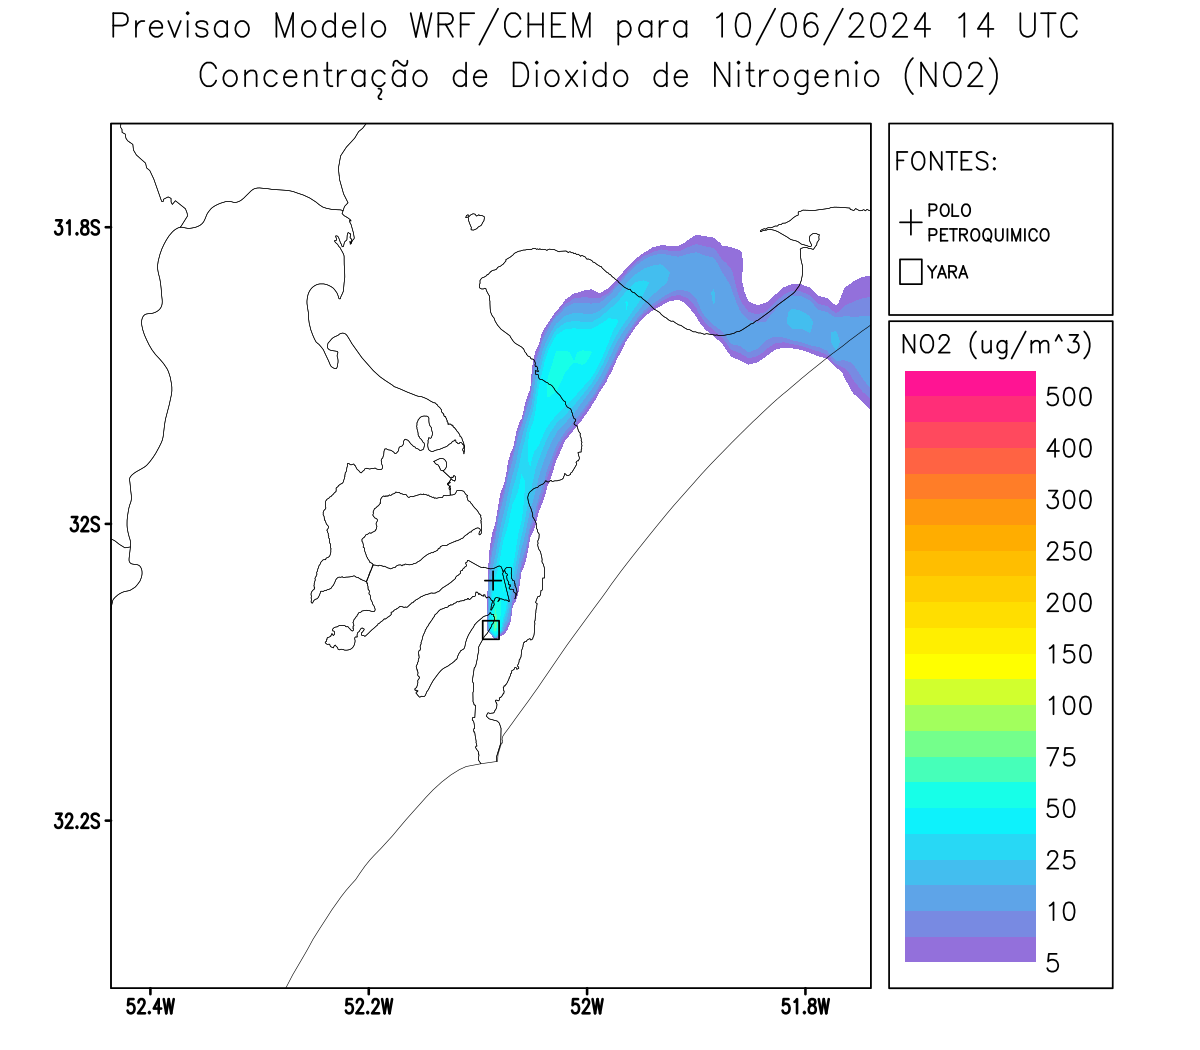 Previsao Modelo WRF/CHEM para 10/06/2024 14 UTC
Concentração de Dioxido de Nitrogenio (NO2)
FONTES:
POLO
PETROQUIMICO
YARA
31.8S
32S
32.2S
52.4W
52.2W
52W
51.8W
NO2 (ug/m^3)
500
400
300
250
200
150
100
75
50
25
10
5